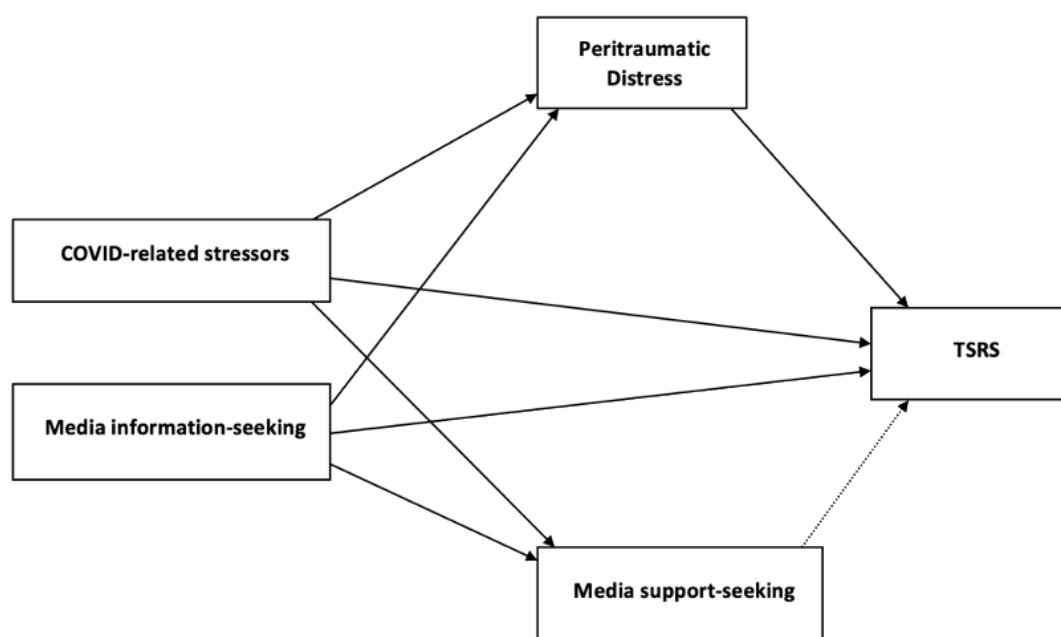 Peritraumatic
Distress
COVID-related stressors
TSRS
Media information-seeking
Media support-seeking